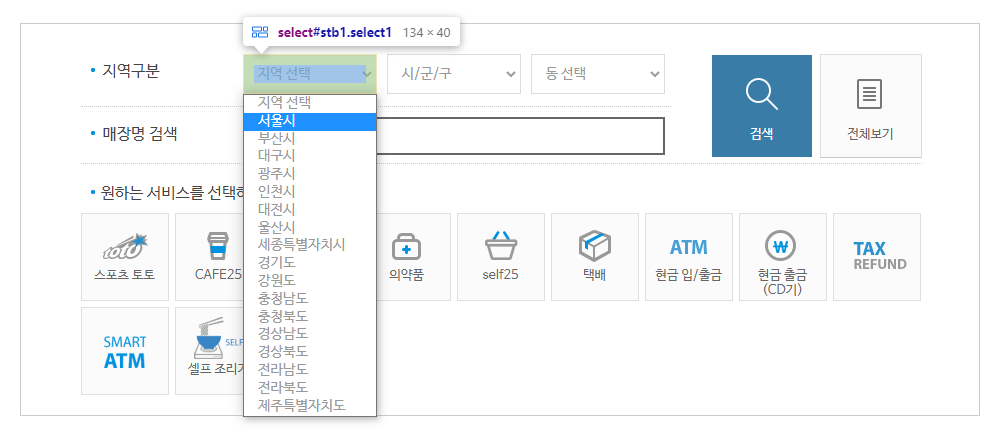 select#stb1.select1 134 × 40
지역구분
지역 선택
시/군/구
동 선택
지역 선택
서울시
부산시
대구시
광주시
인천시
대전시
울산시
세종특별자치시
경기도
강원도
충청남도
충청북도
경상남도
경상북도
전라남도
전라북도
제주특별자치도
매장명 검색
검색
전체보기
원하는 서비스를 선택하
스포츠 토토
CAFE25
의약품
self25
택배
ATM
현금 입/출금
현금 출금
(CD기)
TAX
REFUND
SMART
ATM
SELF
셀프 조리기